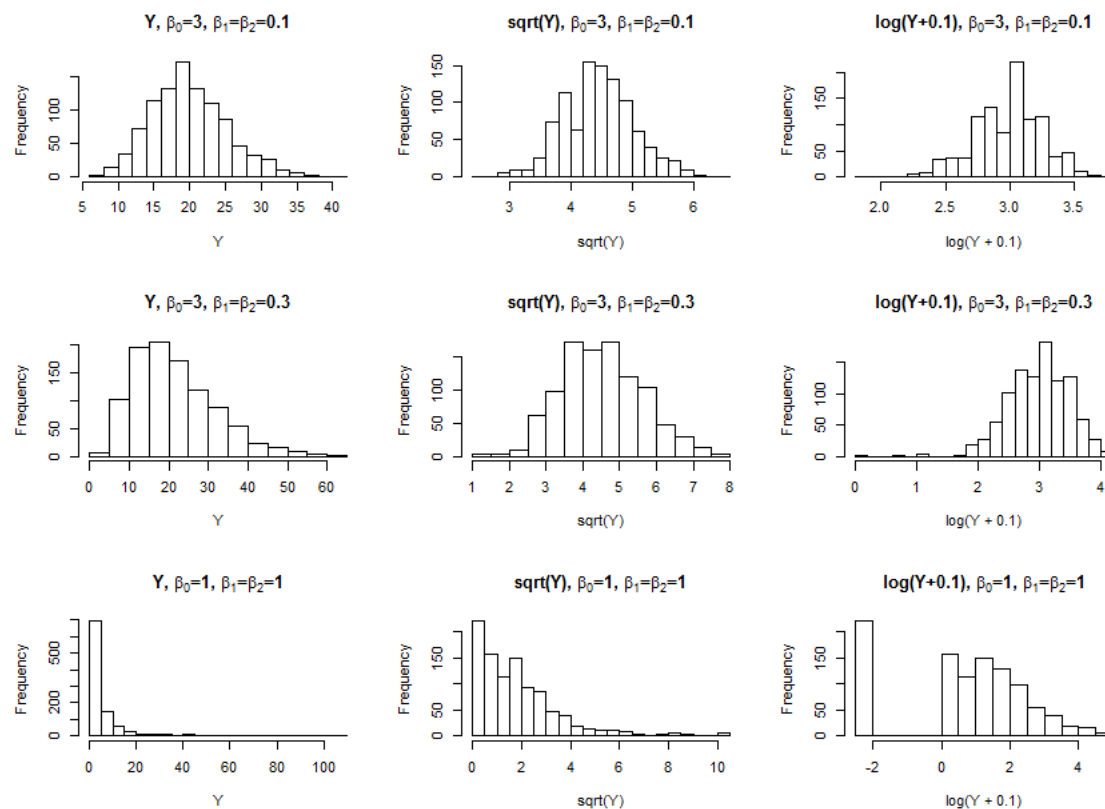 Y, β₀=3, β₁=β₂=0.1
sqrt(Y), β₀=3, β₁=β₂=0.1
log(Y+0.1), β₀=3, β₁=β₂=0.1
Frequency
0 50 100
5 10 15 20 25 30 35 40
Y
Frequency
0 50 100 150
3 4 5 6
sqrt(Y)
Frequency
0 50 150
2.0 2.5 3.0 3.5
log(Y + 0.1)
Y, β₀=3, β₁=β₂=0.3
sqrt(Y), β₀=3, β₁=β₂=0.3
log(Y+0.1), β₀=3, β₁=β₂=0.3
Frequency
0 50 150
0 10 20 30 40 50 60
Y
Frequency
0 50 100
1 2 3 4 5 6 7 8
sqrt(Y)
Frequency
0 50 150
0 1 2 3 4
log(Y + 0.1)
Y, β₀=1, β₁=β₂=1
sqrt(Y), β₀=1, β₁=β₂=1
log(Y+0.1), β₀=1, β₁=β₂=1
Frequency
0 200 500
0 20 40 60 80 100
Y
Frequency
0 50 150
0 2 4 6 8 10
sqrt(Y)
Frequency
0 50 150
-2 0 2 4
log(Y + 0.1)